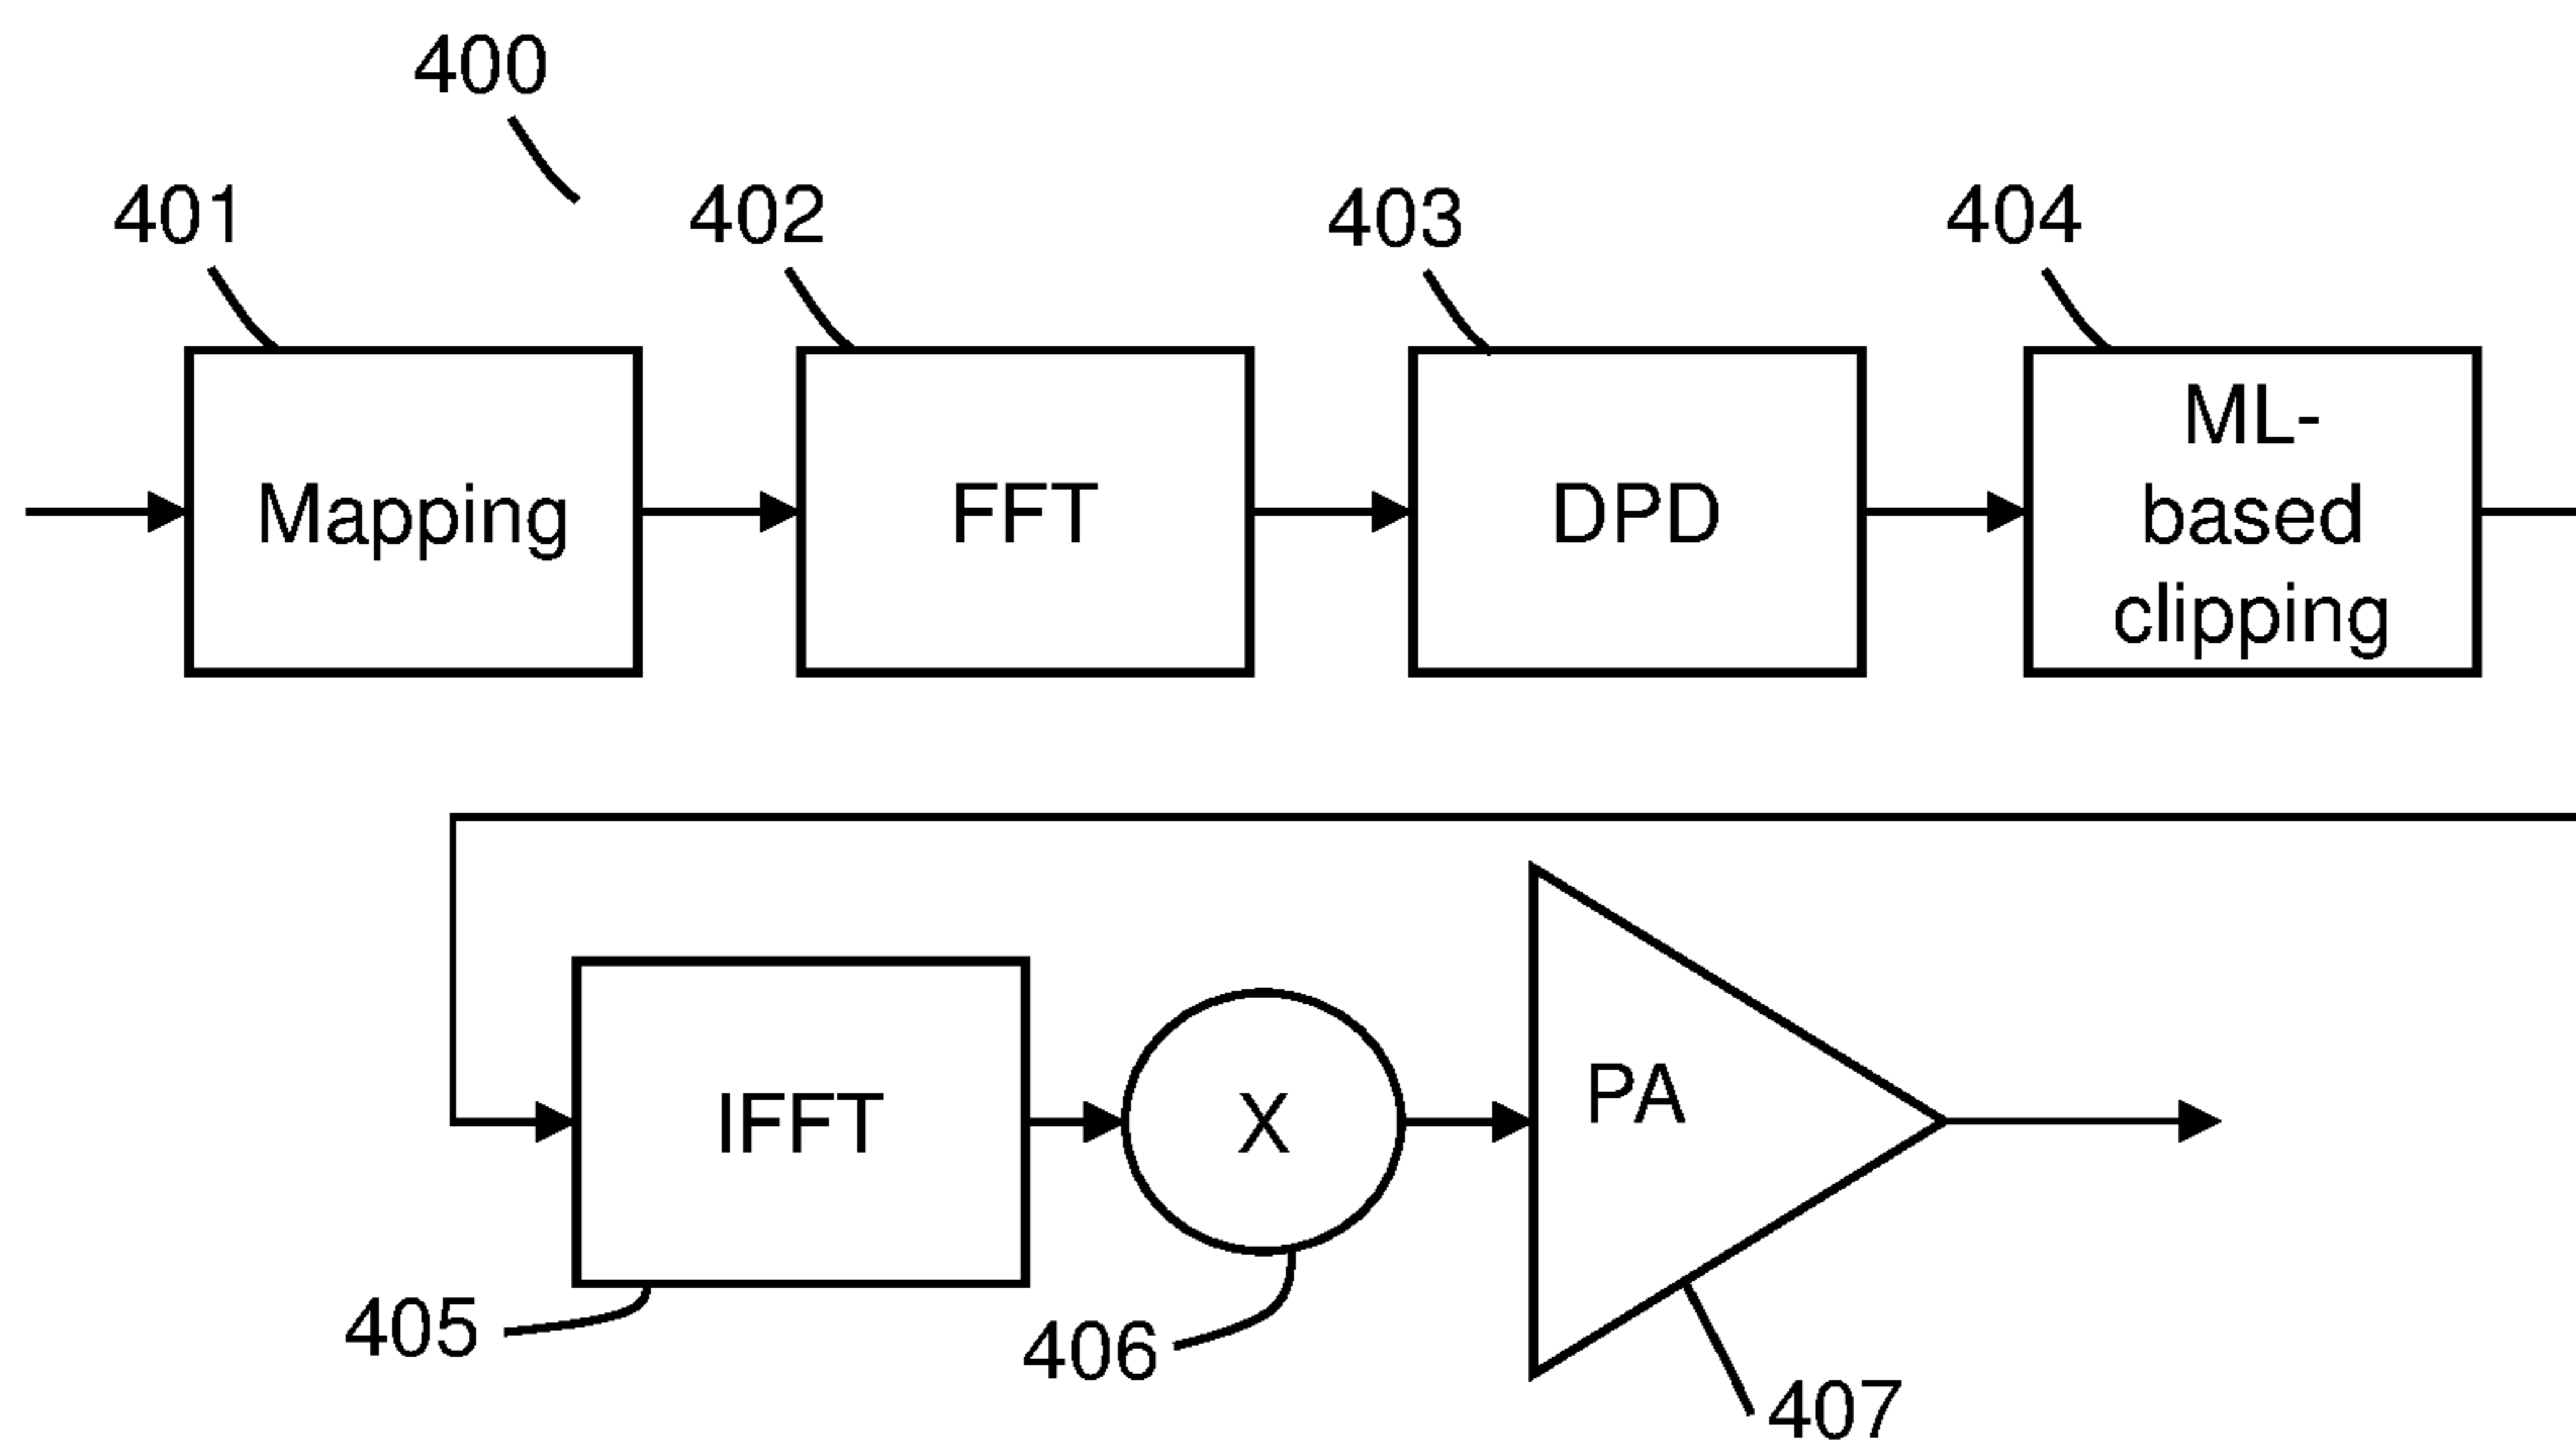 400
401
402
403
404
Mapping
FFT
DPD
ML-
based
clipping
IFFT
X
PA
405
406
407